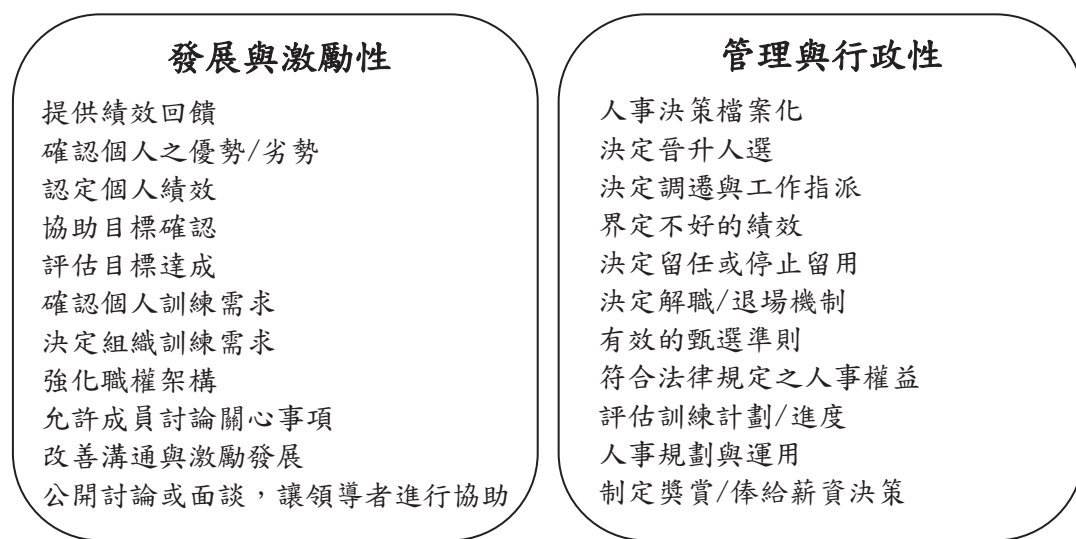 發展與激勵性
提供績效回饋
確認個人之優勢/劣勢
認定個人績效
協助目標確認
評估目標達成
確認個人訓練需求
決定組織訓練需求
強化職權架構
允許成員討論關心事項
改善溝通與激勵發展
公開討論或面談，讓領導者進行協助
管理與行政性
人事決策檔案化
決定晉升人選
決定調遷與工作指派
界定不好的績效
決定留任或停止留用
決定解職/退場機制
有效的甄選準則
符合法律規定之人事權益
評估訓練計劃/進度
人事規劃與運用
制定獎賞/俸給薪資決策